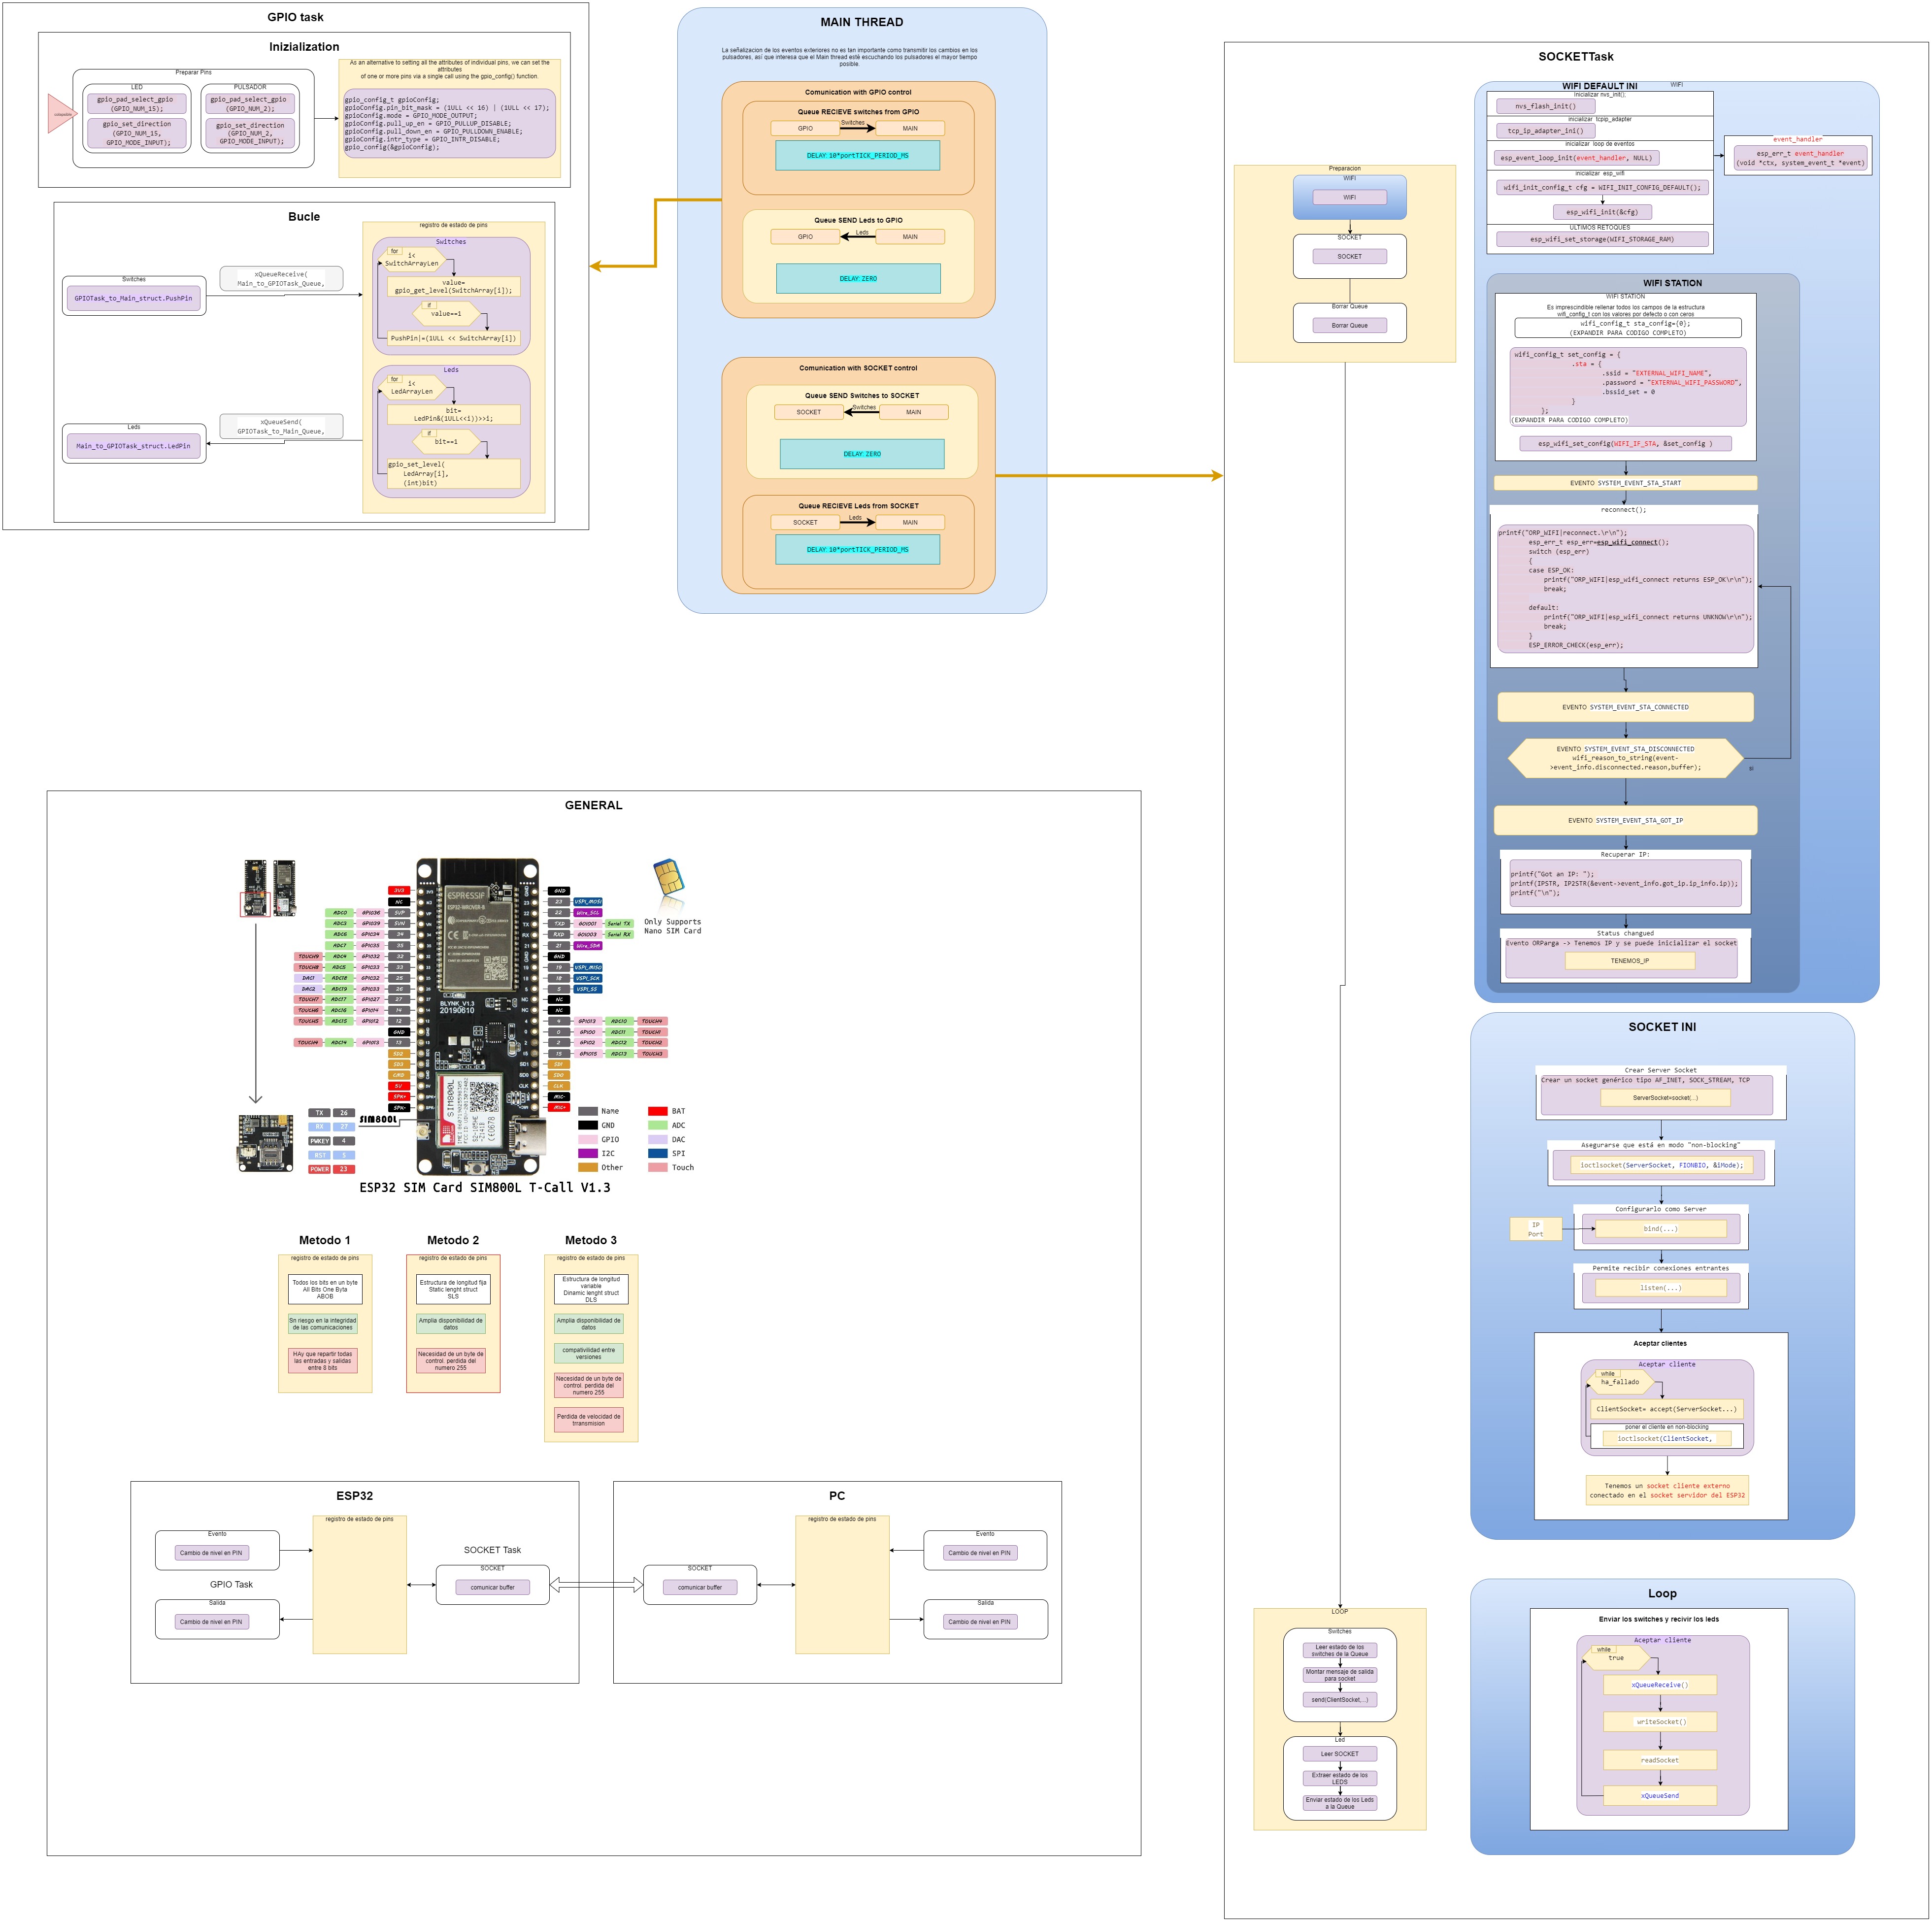 GPIO task
Inizialization
Preparar Pins
LED
gpio_pad_select_gpio
(GPIO_NUM_15);
gpio_set_direction
(GPIO_NUM_15,
GPIO_MODE_INPUT);
PULSADOR
gpio_pad_select_gpio
(GPIO_NUM_2);
gpio_set_direction
(GPIO_NUM_2,
GPIO_MODE_INPUT);
As an alternative to setting all the attributes of individual pins, we can set the
attributes
of one or more pins via a single call using the gpio_config() function.
gpio_config_t gpioConfig;
gpioConfig.pin_bit_mask = (1ULL << 16) | (1ULL << 17);
gpioConfig.mode = GPIO_MODE_OUTPUT;
gpioConfig.pull_up_en = GPIO_PULLUP_DISABLE;
gpioConfig.pull_down_en = GPIO_PULLDOWN_ENABLE;
gpioConfig.intr_type = GPIO_INTR_DISABLE;
gpio_config(&gpioConfig);
Bucle
Switches
GPIOTask_to_Main_struct.PushPin
xQueueReceive(
Main_to_GPIOTask_Queue,
Leds
Main_to_GPIOTask_struct.LedPin
xQueueSend(
GPIOTask_to_Main_Queue,
registro de estado de pins
Switches
for
i<
SwitchArrayLen
value=
gpio_get_level(SwitchArray[i]);
if
value==1
PushPin|=(1ULL << SwitchArray[i])
Leds
for
i<
LedArrayLen
bit=
LedPin&(1ULL<<i))>>i;
if
bit==1
gpio_set_level(
LedArray[i],
(int)bit)
MAIN THREAD
La señalización de los eventos exteriores no es tan importante como transmitir los cambios en los
pulsadores, así que interesa que el Main thread esté escuchando los pulsadores el mayor tiempo
posible.
Comunication with GPIO control
Queue RECIEVE switches from GPIO
GPIO
Switches
MAIN
DELAY 10*portTICK_PERIOD_MS
Queue SEND Leds to GPIO
GPIO
Leds
MAIN
DELAY ZERO
Comunication with SOCKET control
Queue SEND Switches to SOCKET
SOCKET
Switches
MAIN
DELAY ZERO
Queue RECIEVE Leds from SOCKET
SOCKET
Leds
MAIN
DELAY 10*portTICK_PERIOD_MS
SOCKETTask
Preparacion
WIFI
WIFI
SOCKET
SOCKET
Borrar Queue
Borrar Queue
WIFI DEFAULT INI
WIFI
Inicializar nvs_init();
nvs_flash_init()
inicializar tcpip_adapter
tcp_ip_adapter_ini()
inicializar loop de eventos
esp_event_loop_init(event_handler, NULL)
inicializar esp_wifi
wifi_init_config_t cfg = WIFI_INIT_CONFIG_DEFAULT();
esp_wifi_init(&cfg)
ULTIMOS RETOQUES
esp_wifi_set_storage(WIFI_STORAGE_RAM)
event_handler
esp_err_t event_handler
(void *ctx, system_event_t *event)
WIFI STATION
WIFI STATION
Es imprescindible rellenar todos los campos de la estructura
wifi_config_t con los valores por defecto o con ceros
wifi_config_t sta_config={0};
(EXPANDIR PARA CODIGO COMPLETO)
wifi_config_t set_config = {
.sta = {
.ssid = "EXTERNAL_WIFI_NAME",
.password = "EXTERNAL_WIFI_PASSWORD",
.bssid_set = 0
}
};
(EXPANDIR PARA CODIGO COMPLETO)
esp_wifi_set_config(WIFI_IF_STA, &set_config )
EVENTO SYSTEM_EVENT_STA_START
reconnect();
printf("ORP_WIFI|reconnect.\r\n");
esp_err_t esp_err=esp_wifi_connect();
switch (esp_err)
{
case ESP_OK:
printf("ORP_WIFI|esp_wifi_connect returns ESP_OK\r\n");
break;
default:
printf("ORP_WIFI|esp_wifi_connect returns UNKNOW\r\n");
break;
}
ESP_ERROR_CHECK(esp_err);
EVENTO SYSTEM_EVENT_STA_CONNECTED
EVENTO SYSTEM_EVENT_STA_DISCONNECTED
wifi_reason_to_string(event-
>event_info.disconnected.reason,buffer);
EVENTO SYSTEM_EVENT_STA_GOT_IP
Recuperar IP:
printf("Got an IP: ");
printf(IPSTR, IP2STR(&event->event_info.got_ip.ip_info.ip));
printf("\n");
Status changued
Evento ORParga -> Tenemos IP y se puede inicializar el socket
TENEMOS_IP
SOCKET INI
Crear Server Socket
Crear un socket genérico tipo AF_INET, SOCK_STREAM, TCP
ServerSocket=socket(...)
Asegurarse que está en modo "non-blocking"
ioctlsocket(ServerSocket, FIONBIO, &iMode);
Configurarlo como Server
IP
Port
bind(...)
Permite recibir conexiones entrantes
listen(...)
Aceptar clientes
Aceptar cliente
while
ha_fallado
ClientSocket= accept(ServerSocket...)
poner el cliente en non-blocking
ioctlsocket(ClientSocket,
Tenemos un socket cliente externo
conectado en el socket servidor del ESP32
LOOP
Switches
Leer estado de los
switches de la Queue
Montar mensaje de salida
para socket
send(ClientSocket,...)
Led
Leer SOCKET
Extraer estado de los
LEDS
Enviar estado de los Leds
a la Queue
Loop
Enviar los switches y recivir los leds
Aceptar cliente
while
true
xQueueReceive()
writeSocket()
readSocket
xQueueSend
GENERAL
Only Supports
Nano SIM Card
3V3
NC
ADC0 GPIO36 SVP
ADC3 GPIO39 SVN
ADC6 GPIO34 34
ADC7 GPIO35 35
TOUCH9 ADC4 GPIO32 32
TOUCH8 ADC5 GPIO33 33
DAC1 ADC18 GPIO32 25
DAC2 ADC19 GPIO33 26
TOUCH7 ADC17 GPIO27 27
TOUCH6 ADC16 GPIO14 14
TOUCH5 ADC15 GPIO12 12
GND
TOUCH4 ADC14 GPIO13 13
SD2
SD3
CMD
5V
SPK+
SPK-
GND
23 VSPI_MOSI
22 Wire_SCL
TXD GOIO01 Serial TX
RXD GOIO03 Serial RX
21 Wire_SDA
GND
19 VSPI_MISO
18 VSPI_SCK
5 VSPI_SS
NC
NC
4 GPIO13 ADC10 TOUCH4
0 GPIO0 ADC11 TOUCH1
2 GPIO2 ADC12 TOUCH2
15 GPIO15 ADC13 TOUCH3
SD1
SD0
CLK
MIC-
MIC+
ESPRESSIF
ESP32-WROVER-B
BLYNK_V1.3
20190610
SIM800L
TX 26
RX 27
PWKEY 4
RST 5
POWER 23
SIM800L
Name
GND
GPIO
I2C
Other
BAT
ADC
DAC
SPI
Touch
ESP32 SIM Card SIM800L T-Call V1.3
Metodo 1
registro de estado de pins
Todos los bits en un byte
All Bits One Byta
ABOB
Sn riesgo en la integridad
de las comunicaciones
HAy que repartir todas
las entradas y salidas
entre 8 bits
Metodo 2
registro de estado de pins
Estructura de longitud fija
Static lenght struct
SLS
Amplia disponibilidad de
datos
Necesidad de un byte de
control. perdida del
numero 255
Metodo 3
registro de estado de pins
Estructura de longitud
variable
Dinamic lenght struct
DLS
Amplia disponibilidad de
datos
compativilidad entre
versiones
Necesidad de un byte de
control. perdida del
numero 255
Perdida de velocidad de
trransmision
ESP32
Evento
Cambio de nivel en PIN
GPIO Task
Salida
Cambio de nivel en PIN
registro de estado de pins
SOCKET Task
SOCKET
comunicar buffer
PC
SOCKET
comunicar buffer
registro de estado de pins
Evento
Cambio de nivel en PIN
Salida
Cambio de nivel en PIN